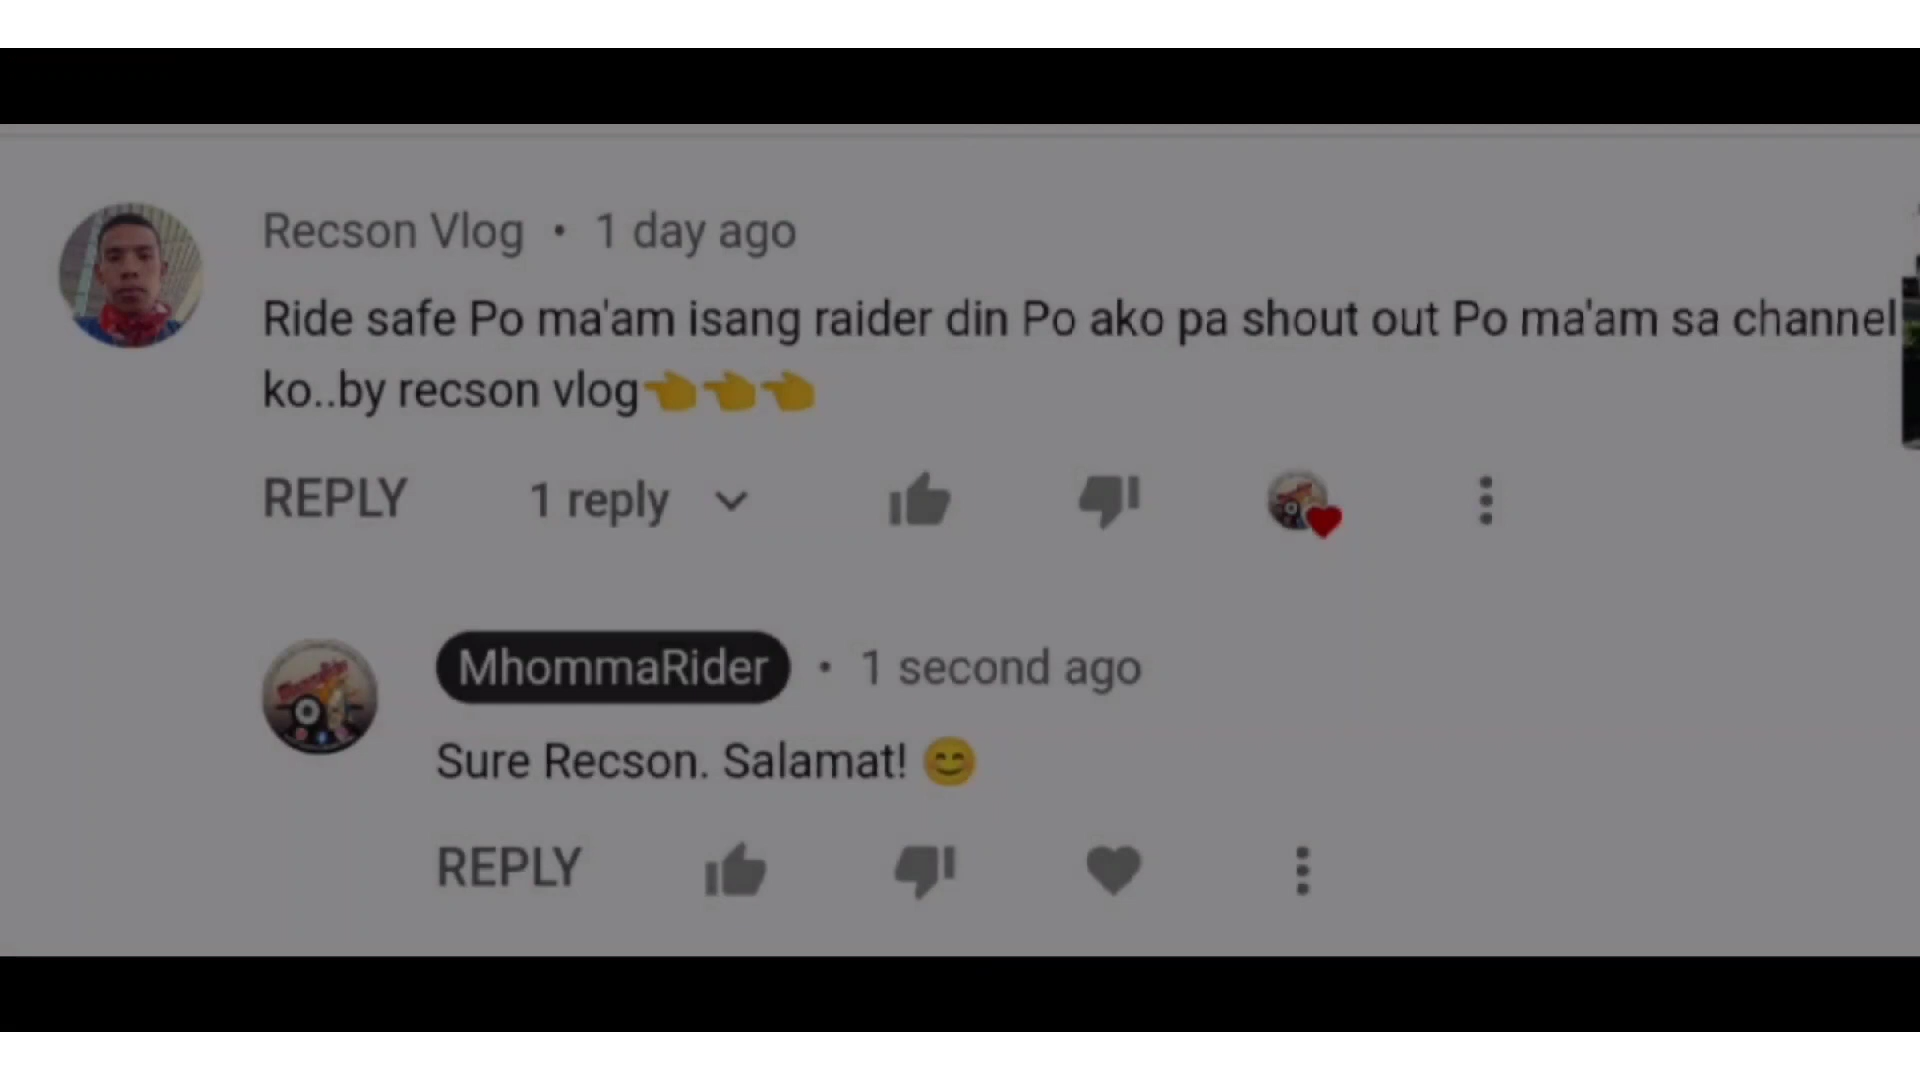 Recson Vlog • 1 day ago
Ride safe Po ma'am isang raider din Po ako pa shout out Po ma'am sa channel
ko..by recson vlog👈👈👈
REPLY 1 reply
MhommaRider • 1 second ago
Sure Recson. Salamat! 😊
REPLY